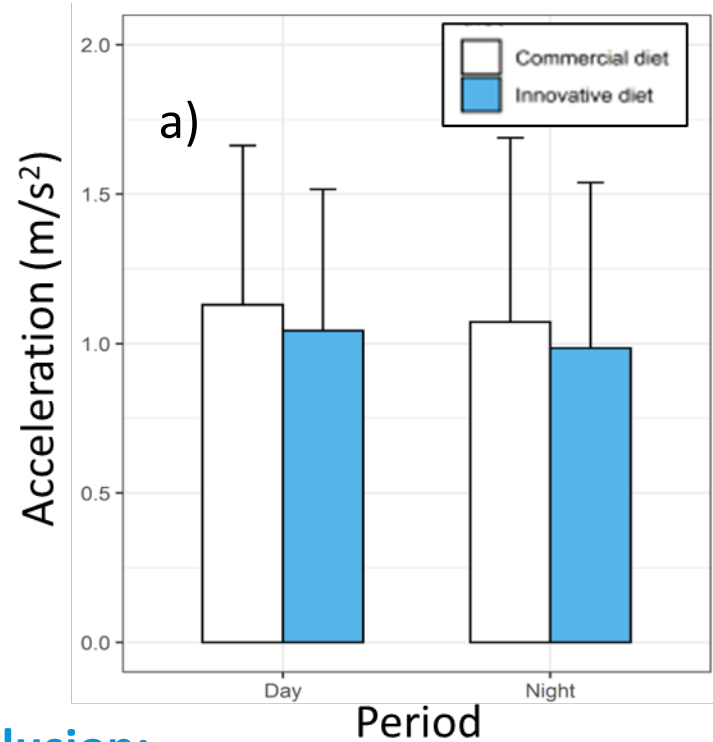 2.0
1.5
1.0
0.5
0.0
Acceleration (m/s²)
a)
Commercial diet
Innovative diet
Day Night
Period